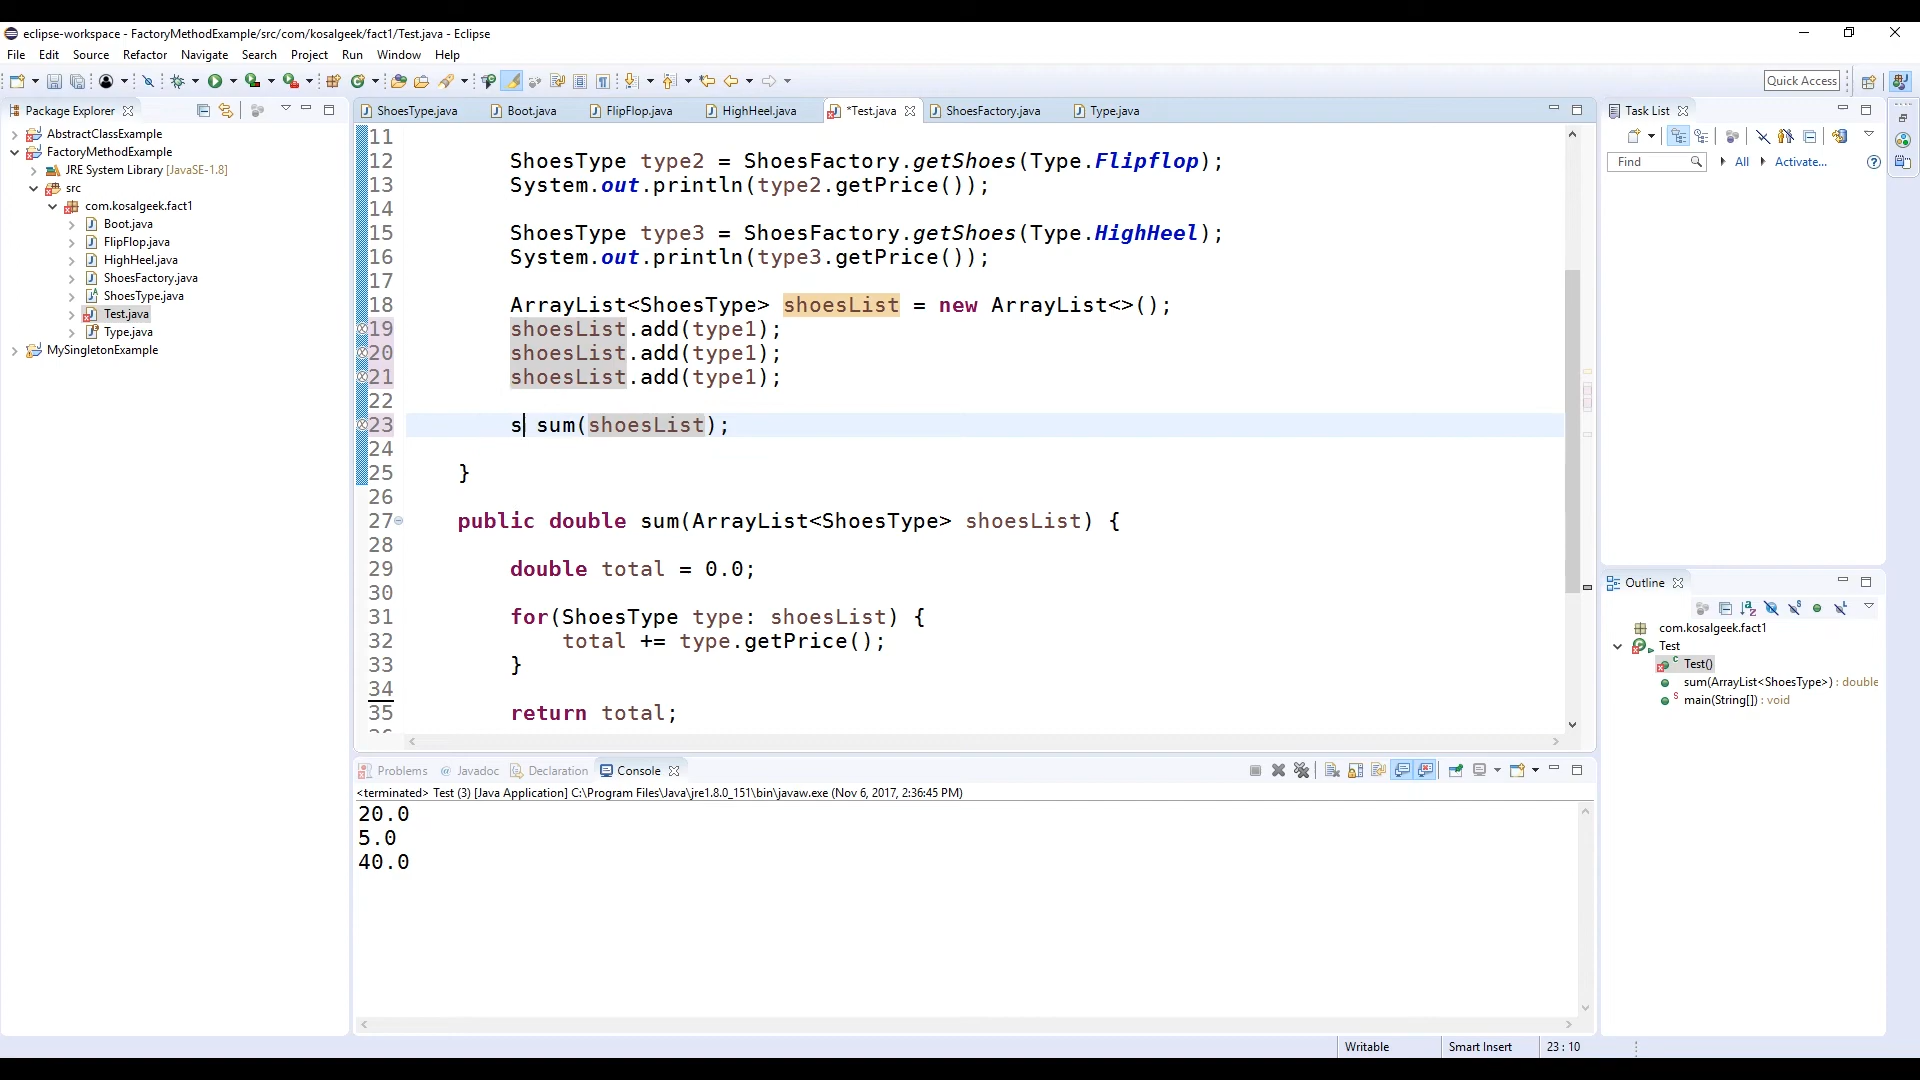 eclipse-workspace - FactoryMethodExample/src/com/kosalgeek/fact1/Test.java - Eclipse
File Edit Source Refactor Navigate Search Project Run Window Help
Quick Access
Package Explorer
AbstractClassExample
FactoryMethodExample
JRE System Library [JavaSE-1.8]
src
com.kosalgeek.fact1
Boot.java
FlipFlop.java
HighHeel.java
ShoesFactory.java
ShoesType.java
Test.java
Type.java
MySingletonExample
ShoesType.java Boot.java FlipFlop.java HighHeel.java *Test.java ShoesFactory.java Type.java
11
12 ShoesType type2 = ShoesFactory.getShoes(Type.Flipflop);
13 System.out.println(type2.getPrice());
14
15 ShoesType type3 = ShoesFactory.getShoes(Type.HighHeel);
16 System.out.println(type3.getPrice());
17
18 ArrayList<ShoesType> shoesList = new ArrayList<>();
19 shoesList.add(type1);
20 shoesList.add(type1);
21 shoesList.add(type1);
22
23 s sum(shoesList);
24
25 }
26
27 public double sum(ArrayList<ShoesType> shoesList) {
28
29 double total = 0.0;
30
31 for(ShoesType type: shoesList) {
32 total += type.getPrice();
33 }
34
35 return total;
Task List
Find All Activate...
Outline
com.kosalgeek.fact1
Test
Test()
sum(ArrayList<ShoesType>) : double
main(String[]) : void
Problems Javadoc Declaration Console
<terminated> Test (3) [Java Application] C:\Program Files\Java\jre1.8.0_151\bin\javaw.exe (Nov 6, 2017, 2:36:45 PM)
20.0
5.0
40.0
Writable Smart Insert 23 : 10